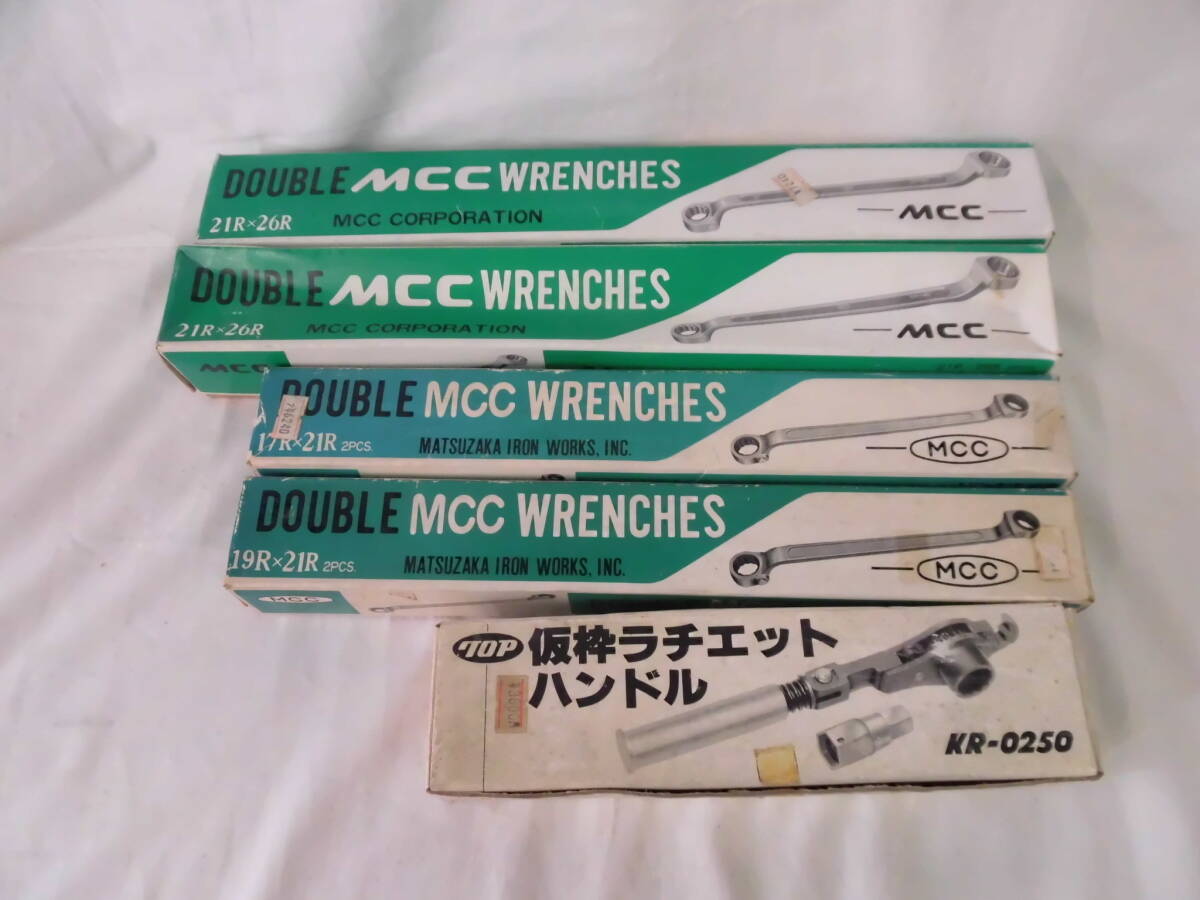 DOUBLE MCC WRENCHES
21R×26R MCC CORPORATION
MCC
DOUBLE MCC WRENCHES
21R×26R MCC CORPORATION
MCC
MCC
DOUBLE MCC WRENCHES
17R×21R 2PCS. MATSUZAKA IRON WORKS, INC.
MCC
DOUBLE MCC WRENCHES
19R×21R 2PCS. MATSUZAKA IRON WORKS, INC.
MCC
MCC
TOP 仮枠ラチエット
ハンドル
KR-0250